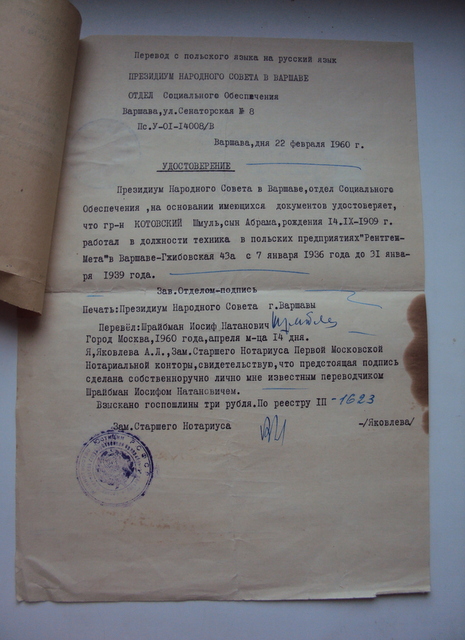 Перевод с польского языка на русский язык
ПРЕЗИДИУМ НАРОДНОГО СОВЕТА В ВАРШАВЕ
ОТДЕЛ Социального Обеспечения
Варшава,ул.Сенаторская № 8
Пс.У-01-14008/В
Варшава,дня 22 февраля 1960 г.
УДОСТОВЕРЕНИЕ
Президиум Народного Совета в Варшаве,отдел Социального
Обеспечения ,на основании имеющихся документов удостоверяет,
что гр-н КОТОВСКИЙ Шмуль,сын Абрама,рождения 14.IX-1909 г.
работал в должности техника в польских предприятиях"Рентген-
Мета"в Варшаве-Гжибовская 43а с 7 января 1936 года до 31 янва-
ря 1939 года.
Зав.Отделом-подпись
Печать:Президиум Народного Совета г.Варшавы
Перевёл:Шрайбман Иосиф Натанович
Город Москва,1960 года,апреля м-ца 14 дня.
Я,Яковлева А.Л.,Зам.Старшего Нотариуса Первой Московской
Нотариальной конторы,свидетельствую,что предстоящая подпись
сделана собственноручно лично мне известным переводчиком
Шрайбман Иосифом Натановичем.
Взыскано госпошлины три рубля.По реестру III-1623
Зам.Старшего Нотариуса -/Яковлева/